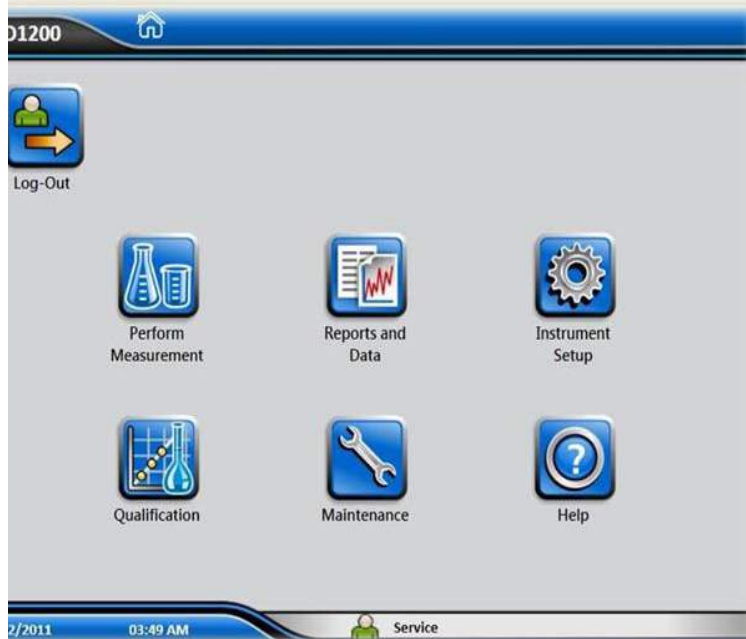 D1200
Log-Out
Perform
Measurement
Reports and
Data
Instrument
Setup
Qualification
Maintenance
?
Help
2/2011
03:49 AM
Service